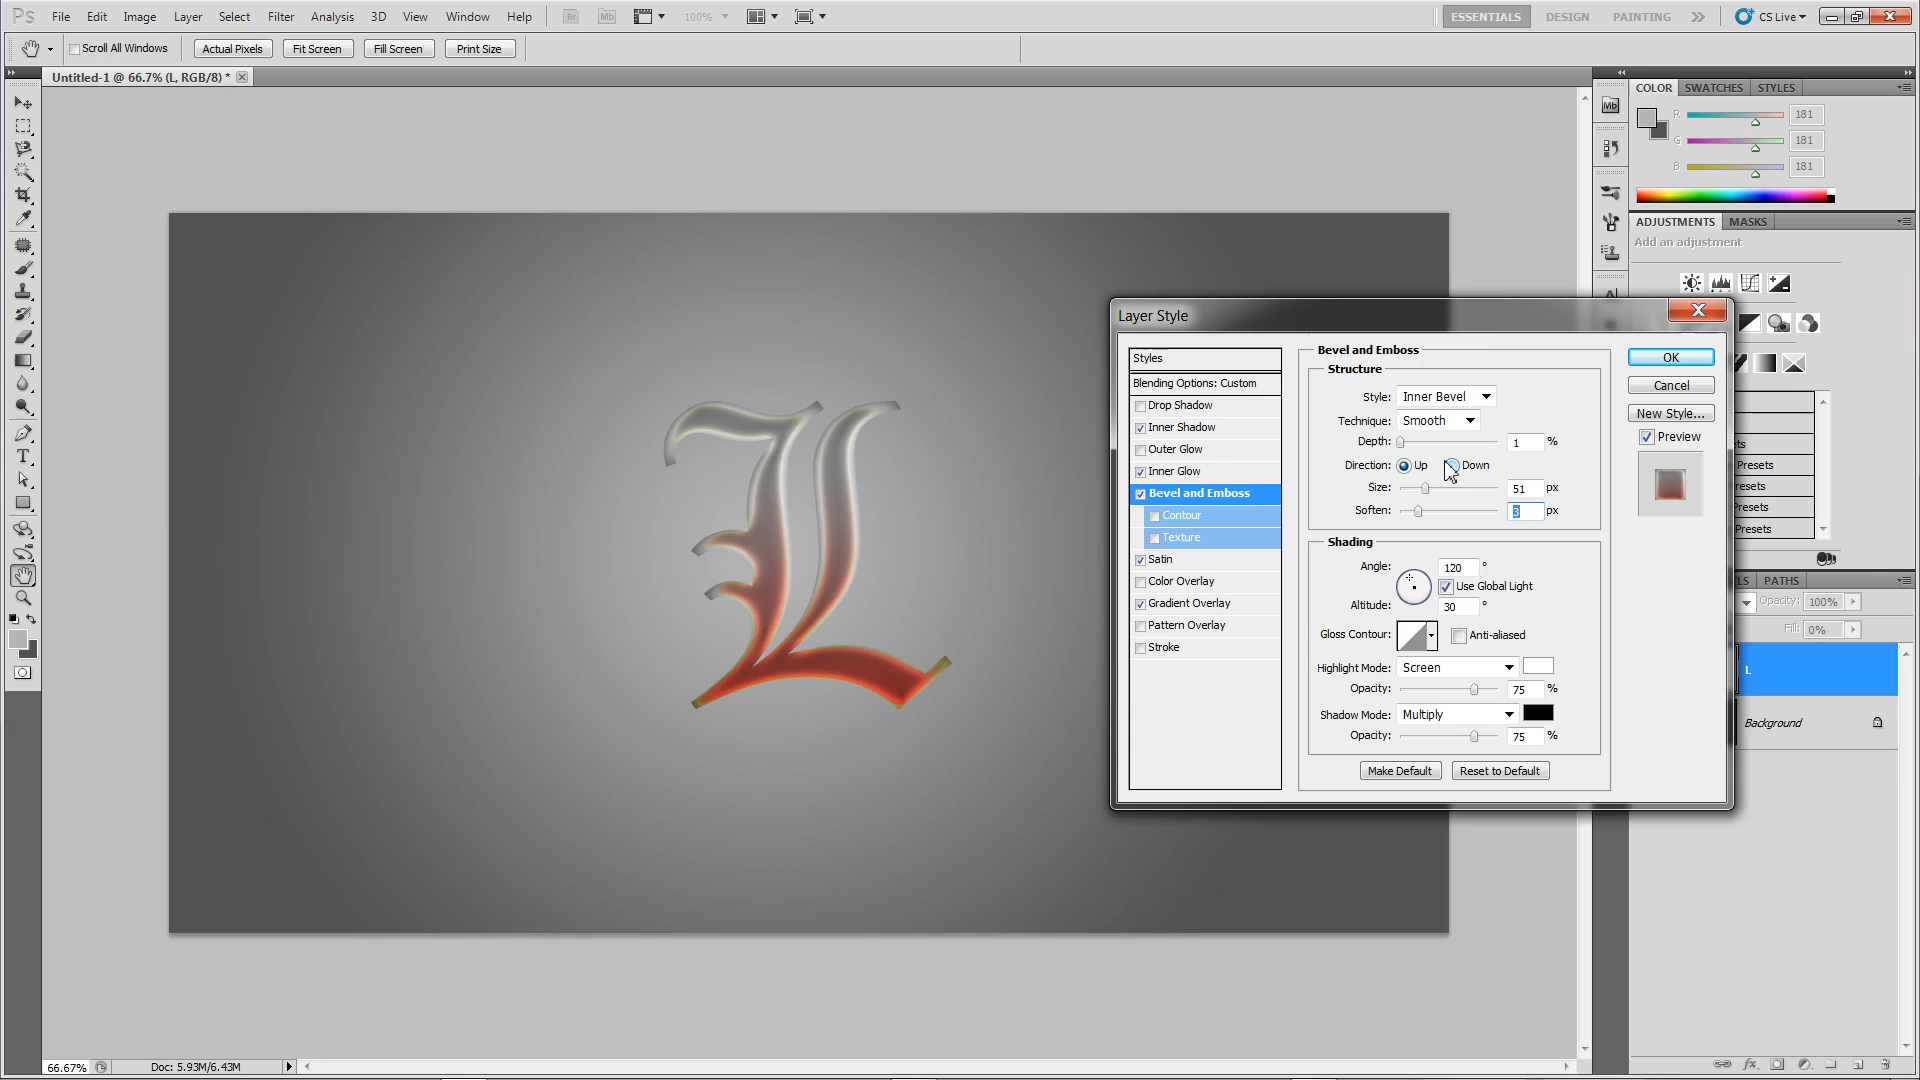 Ps File Edit Image Layer Select Filter Analysis 3D View Window Help Br Mb 100% ESSENTIALS DESIGN PAINTING CS Live
Scroll All Windows Actual Pixels Fit Screen Fill Screen Print Size
Untitled-1 @ 66.7% (L, RGB/8) *
COLOR SWATCHES STYLES
Mb
R 181
G 181
B 181
ADJUSTMENTS MASKS
Add an adjustment
Layer Style
Styles
Blending Options: Custom
Drop Shadow
Inner Shadow
Outer Glow
Inner Glow
Bevel and Emboss
Contour
Texture
Satin
Color Overlay
Gradient Overlay
Pattern Overlay
Stroke
Bevel and Emboss
Structure
Style: Inner Bevel
Technique: Smooth
Depth: 1 %
Direction: Up Down
Size: 51 px
Soften: 3 px
Shading
Angle: 120 °
Use Global Light
Altitude: 30 °
Gloss Contour: Anti-aliased
Highlight Mode: Screen
Opacity: 75 %
Shadow Mode: Multiply
Opacity: 75 %
Make Default Reset to Default
OK
Cancel
New Style...
Preview
Presets
resets
Presets
resets
PATHS
Opacity: 100%
Fill: 0%
L
Background
L
T
66.67% Doc: 5.93M/6.43M